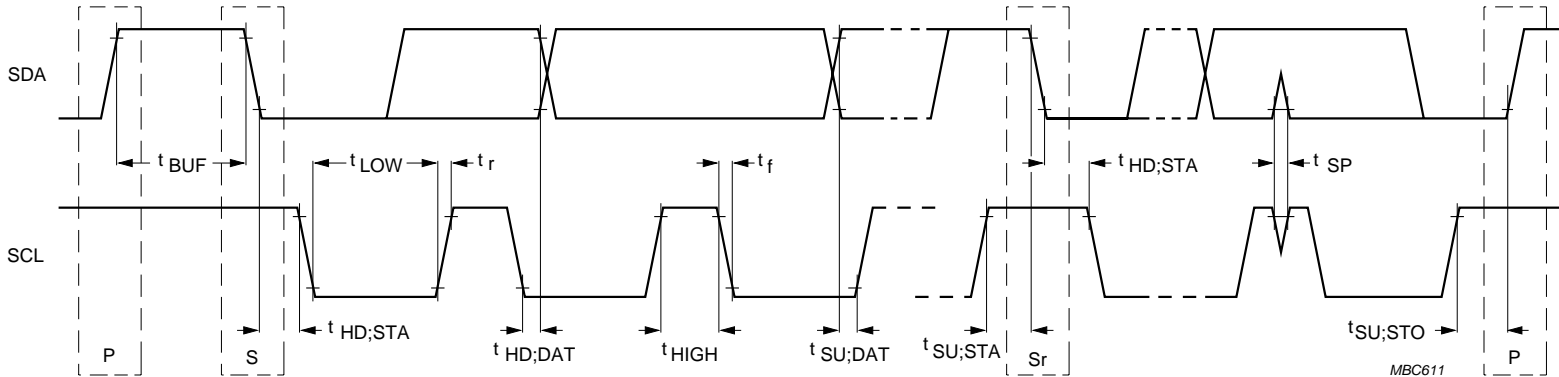 SDA
t BUF
t LOW
t r
t f
t HD;STA
t SP
SCL
t HD;STA
t HD;DAT
t HIGH
t SU;DAT
t SU;STA
t SU;STO
P
S
Sr
P
MBC611